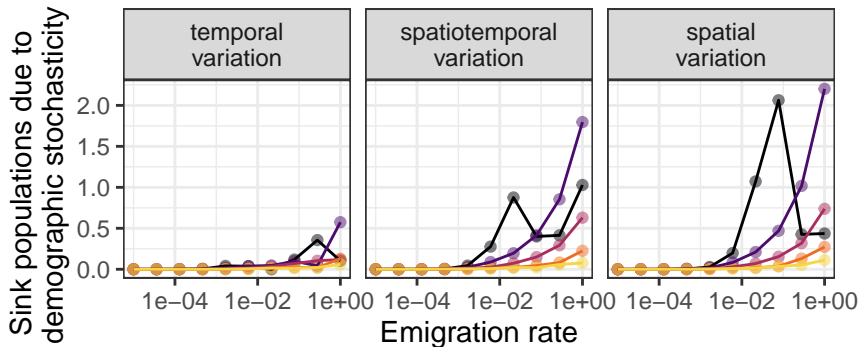 temporal
variation
spatiotemporal
variation
spatial
variation
Sink populations due to
demographic stochasticity
2.0
1.5
1.0
0.5
0.0
1e−04
1e−02
1e+00
1e−04
1e−02
1e+00
1e−04
1e−02
1e+00
Emigration rate